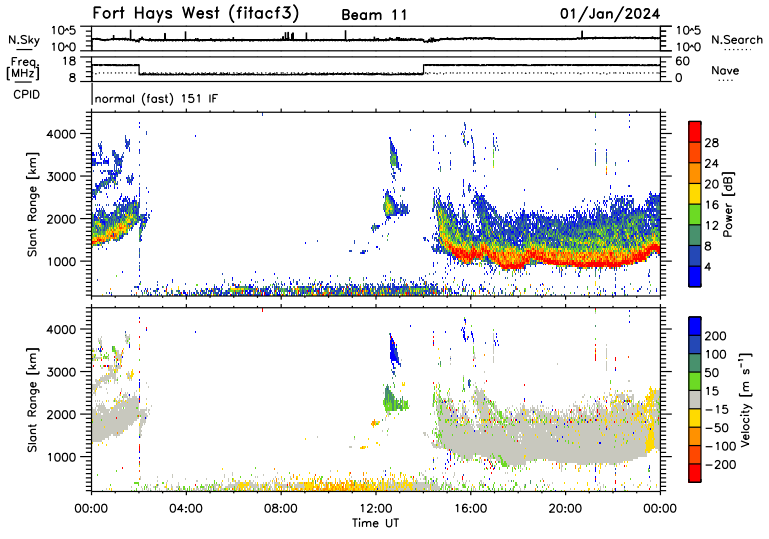 Fort Hays West (fitacf3) Beam 11 01/Jan/2024
N.Sky 10^5 10^0 10^5 10^0 N.Search
Freq. [MHz] 18 8 60 0 Nave
CPID normal (fast) 151 IF
Slant Range [km] 4000 3000 2000 1000
28 24 20 16 12 8 4 Power [dB]
Slant Range [km] 4000 3000 2000 1000
200 100 50 15 −15 −50 −100 −200 Velocity [m s⁻¹]
00:00 04:00 08:00 12:00 16:00 20:00 00:00
Time UT